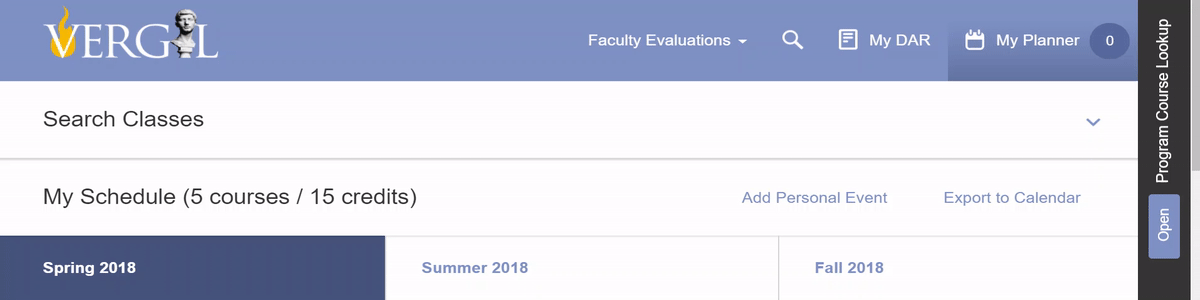 VERGIL
Faculty Evaluations
My DAR
My Planner
0
Search Classes
My Schedule (5 courses / 15 credits)
Add Personal Event
Export to Calendar
Spring 2018
Summer 2018
Fall 2018
Program Course Lookup
Open